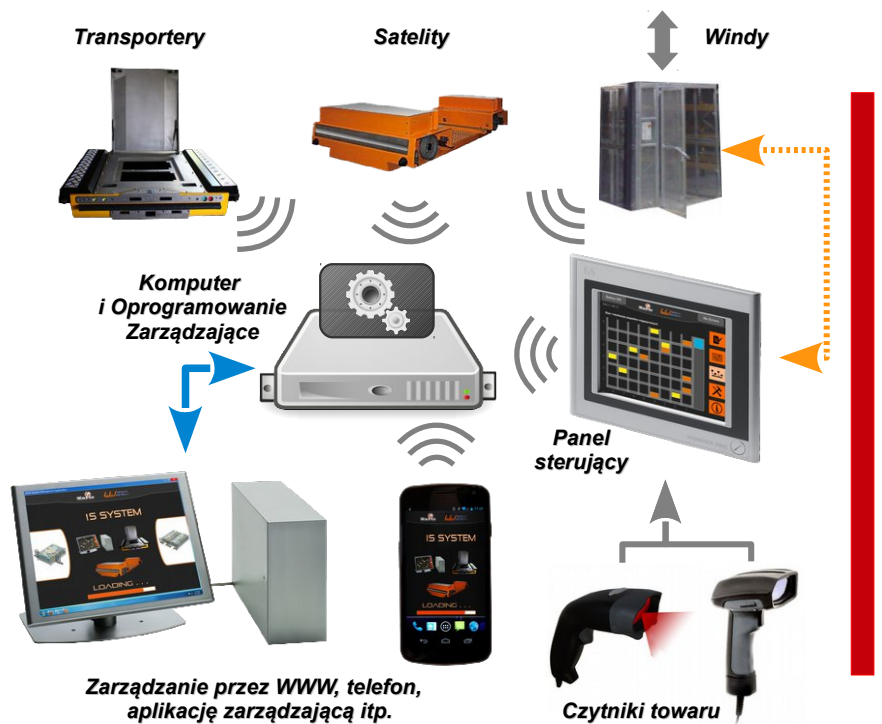 Transportery
Satelity
Windy
Komputer
i Oprogramowanie
Zarządzające
Panel
sterujący
IS SYSTEM
LOADING . . .
IS SYSTEM
LOADING . . .
Zarządzanie przez WWW, telefon,
aplikację zarządzającą itp.
Czytniki towaru